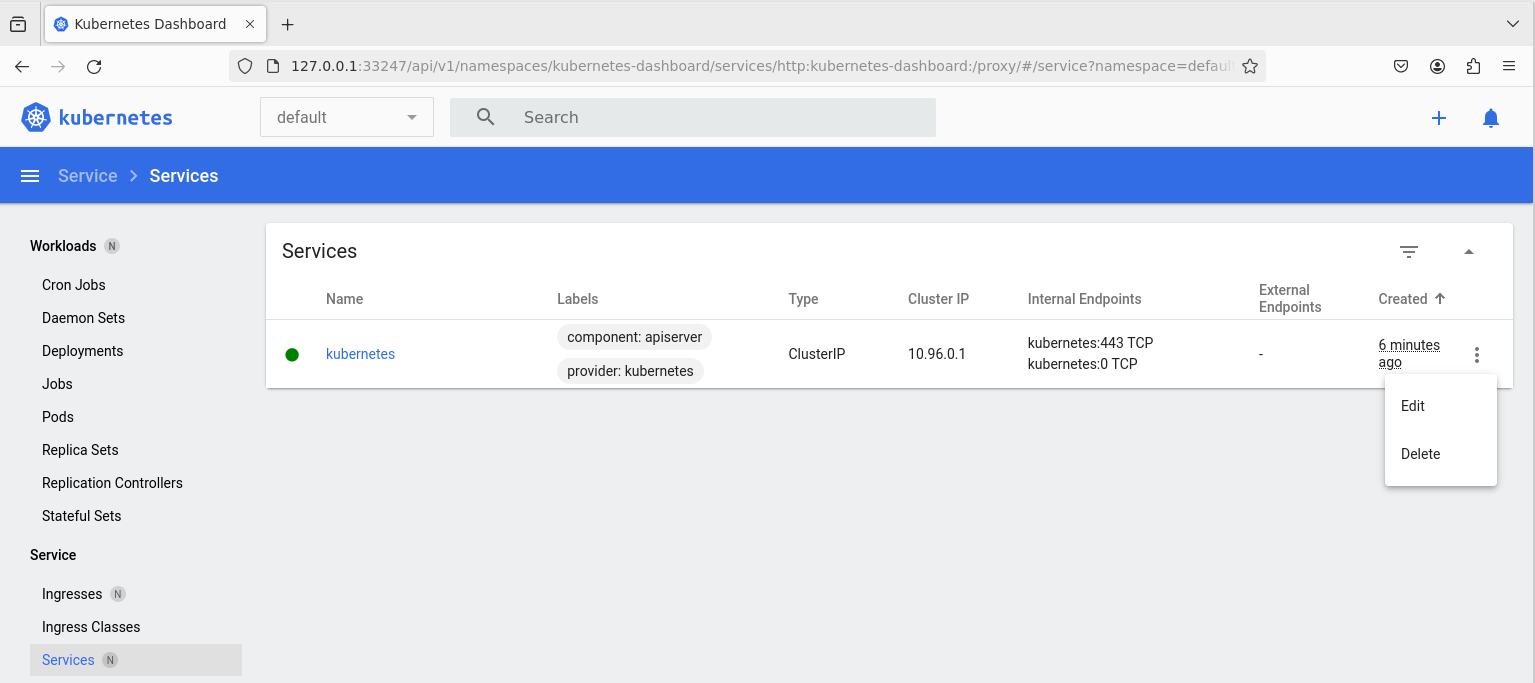 Kubernetes Dashboard
127.0.0.1:33247/api/v1/namespaces/kubernetes-dashboard/services/http:kubernetes-dashboard:/proxy/#/service?namespace=defaul
kubernetes
default
Search
Service
Services
Workloads N
Cron Jobs
Daemon Sets
Deployments
Jobs
Pods
Replica Sets
Replication Controllers
Stateful Sets
Service
Ingresses N
Ingress Classes
Services N
Services
Name
Labels
Type
Cluster IP
Internal Endpoints
External
Endpoints
Created
kubernetes
component: apiserver
provider: kubernetes
ClusterIP
10.96.0.1
kubernetes:443 TCP
kubernetes:0 TCP
-
6 minutes
ago
Edit
Delete